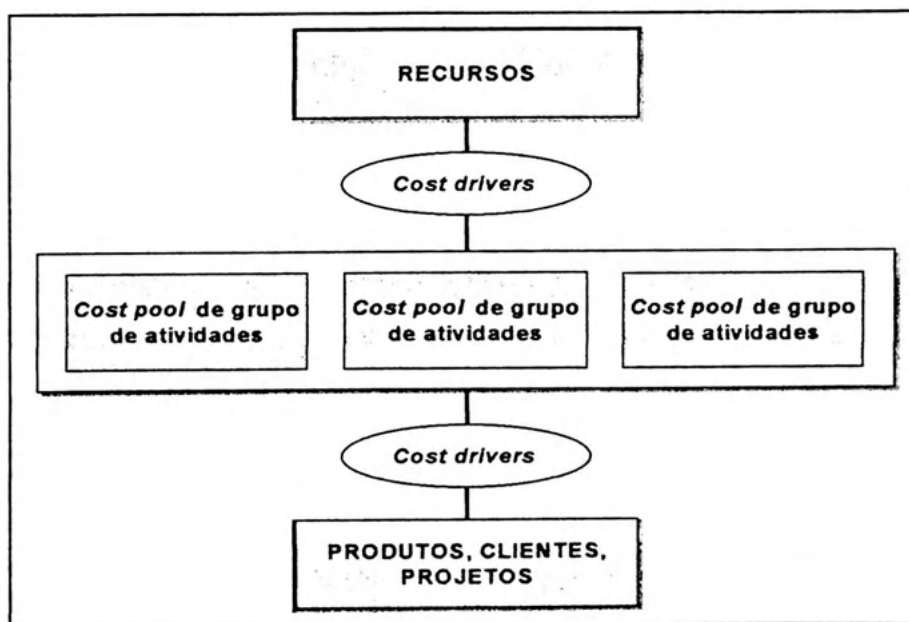 RECURSOS
Cost drivers
Cost pool de grupo
de atividades
Cost pool de grupo
de atividades
Cost pool de grupo
de atividades
Cost drivers
PRODUTOS, CLIENTES,
PROJETOS